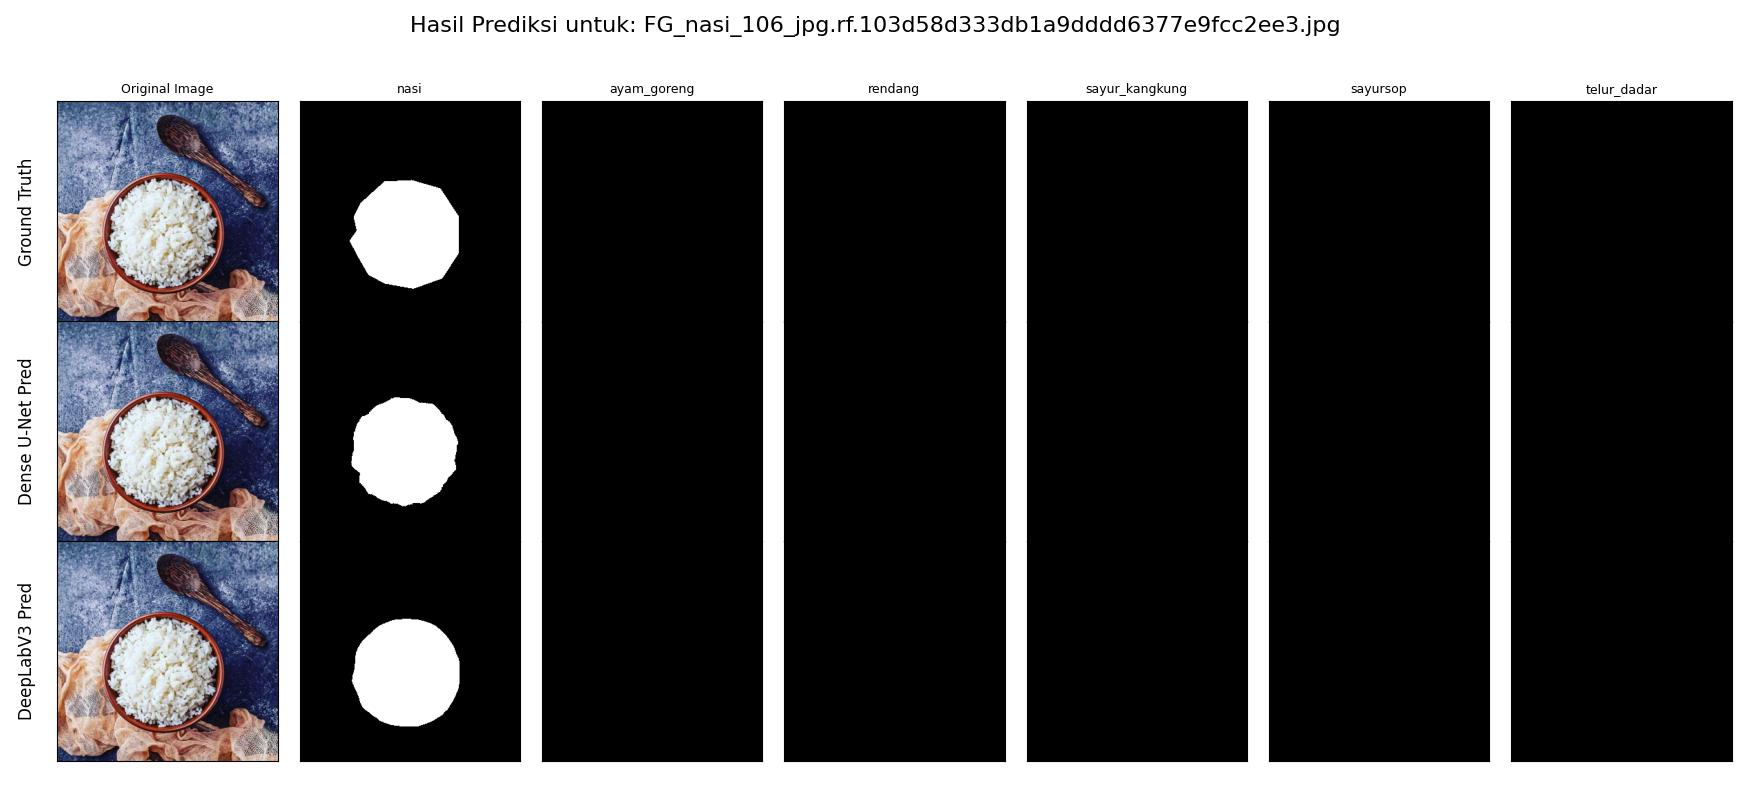 Hasil Prediksi untuk: FG_nasi_106_jpg.rf.103d58d333db1a9dddd6377e9fcc2ee3.jpg
Original Image
nasi
ayam_goreng
rendang
sayur_kangkung
sayursop
telur_dadar
Ground Truth
Dense U-Net Pred
DeepLabV3 Pred